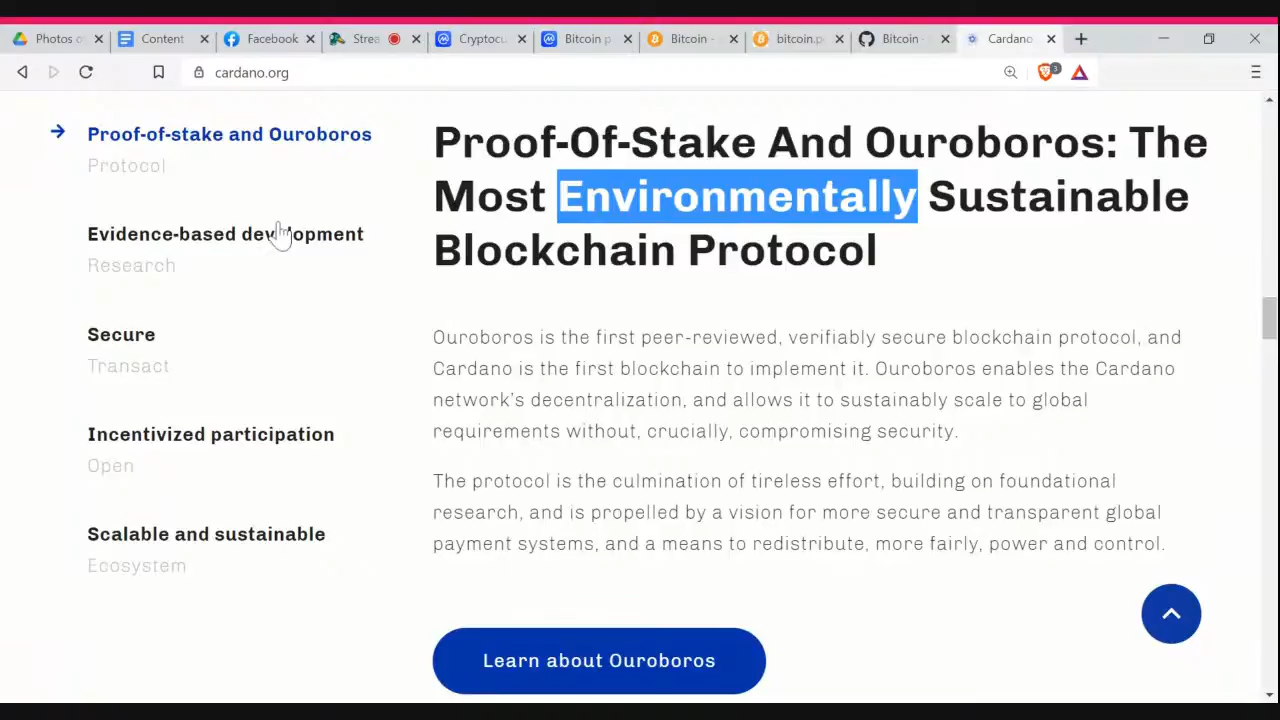 Photos o
Content
Facebook
Strea
Cryptocu
Bitcoin p
Bitcoin -
bitcoin.p
Bitcoin
Cardano
cardano.org
3
Proof-of-stake and Ouroboros
Protocol
Evidence-based development
Research
Secure
Transact
Incentivized participation
Open
Scalable and sustainable
Ecosystem
Proof-Of-Stake And Ouroboros: The
Most Environmentally Sustainable
Blockchain Protocol
Ouroboros is the first peer-reviewed, verifiably secure blockchain protocol, and
Cardano is the first blockchain to implement it. Ouroboros enables the Cardano
network's decentralization, and allows it to sustainably scale to global
requirements without, crucially, compromising security.
The protocol is the culmination of tireless effort, building on foundational
research, and is propelled by a vision for more secure and transparent global
payment systems, and a means to redistribute, more fairly, power and control.
Learn about Ouroboros